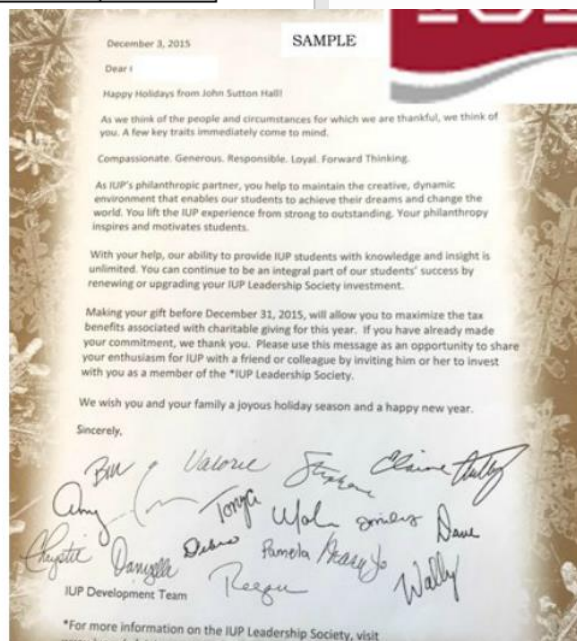 IUP
December 3, 2015
SAMPLE
Dear
Happy Holidays from John Sutton Hall!
As we think of the people and circumstances for which we are thankful, we think of
you. A few key traits immediately come to mind.
Compassionate. Generous. Responsible. Loyal. Forward Thinking.
As IUP's philanthropic partner, you help to maintain the creative, dynamic
environment that enables our students to achieve their dreams and change the
world. You lift the IUP experience from strong to outstanding. Your philanthropy
inspires and motivates students.
With your help, our ability to provide IUP students with knowledge and insight is
unlimited. You can continue to be an integral part of our students' success by
renewing or upgrading your IUP Leadership Society investment.
Making your gift before December 31, 2015, will allow you to maximize the tax
benefits associated with charitable giving for this year. If you have already made
your commitment, we thank you. Please use this message as an opportunity to share
your enthusiasm for IUP with a friend or colleague by inviting him or her to invest
with you as a member of the *IUP Leadership Society.
We wish you and your family a joyous holiday season and a happy new year.
Sincerely,
Bill Valorie Stephen Elaine
Amy Tonya Emily Dave
Chrystie Danielle Debra Pamela Mary Jo
Reegan Wally
IUP Development Team
*For more information on the IUP Leadership Society, visit